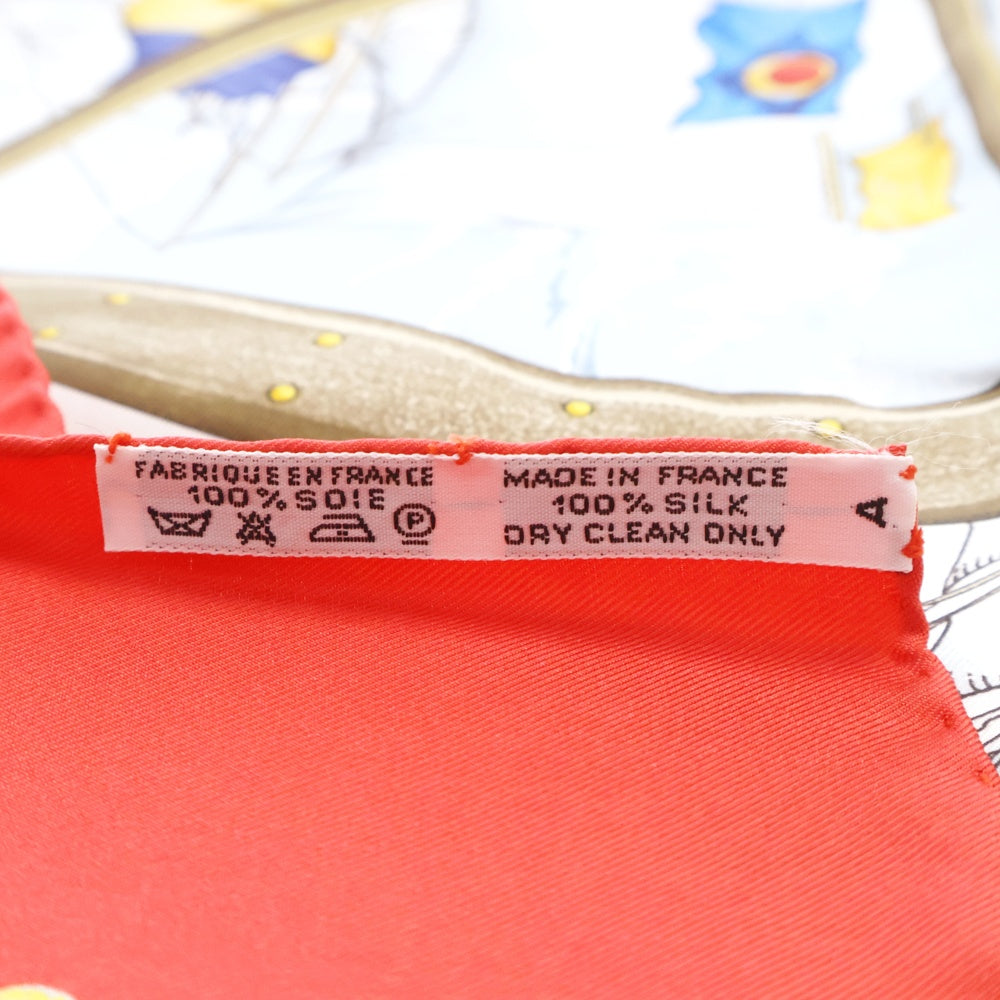 FABRIQUE EN FRANCE
100% SOIE
P
MADE IN FRANCE
100% SILK
DRY CLEAN ONLY
A